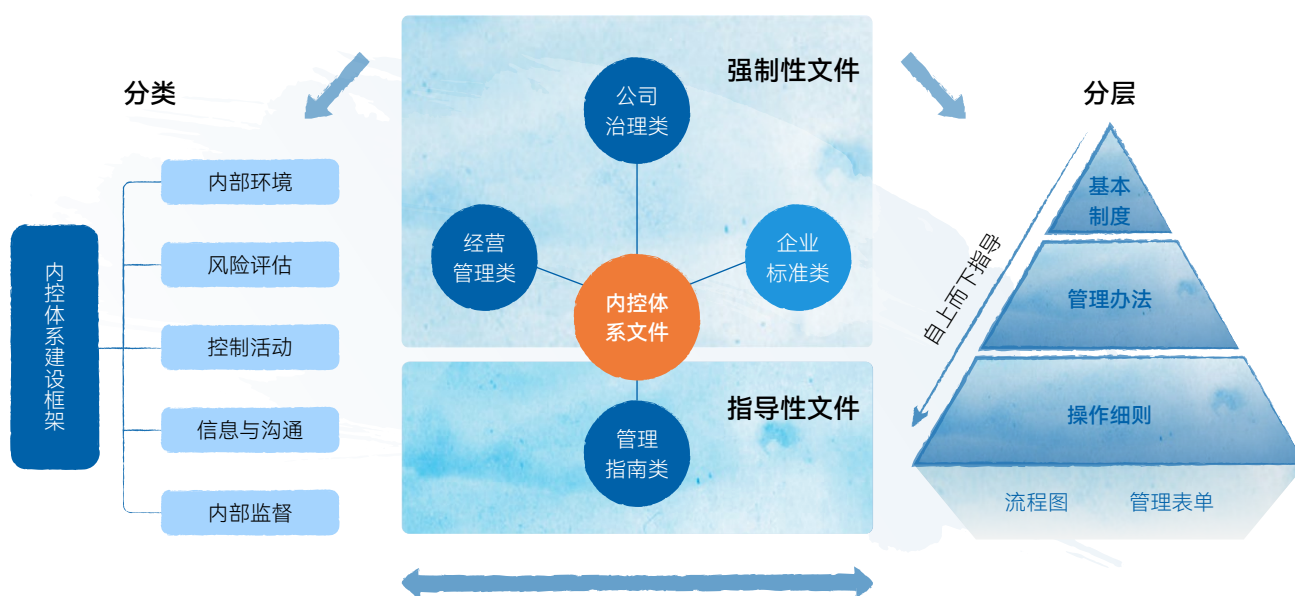 分类
内控体系建设框架
内部环境
风险评估
控制活动
信息与沟通
内部监督
强制性文件
公司
治理类
经营
管理类
企业
标准类
内控体
系文件
指导性文件
管理
指南类
分层
自上而下指导
基本
制度
管理办法
操作细则
流程图
管理表单